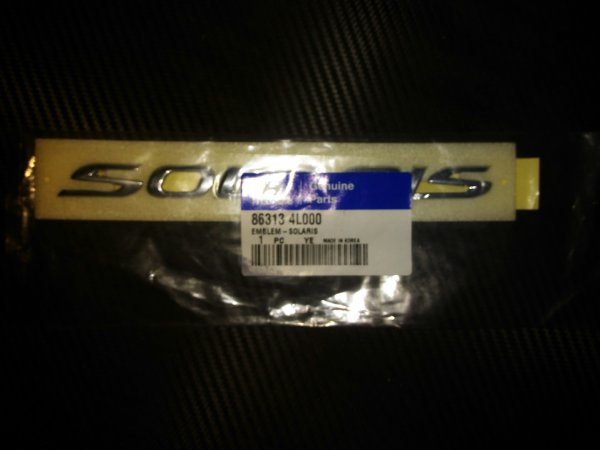 SOLARIS
Genuine
Parts
86313 4L000
EMBLEM-SOLARIS
1 PC YE MADE IN KOREA